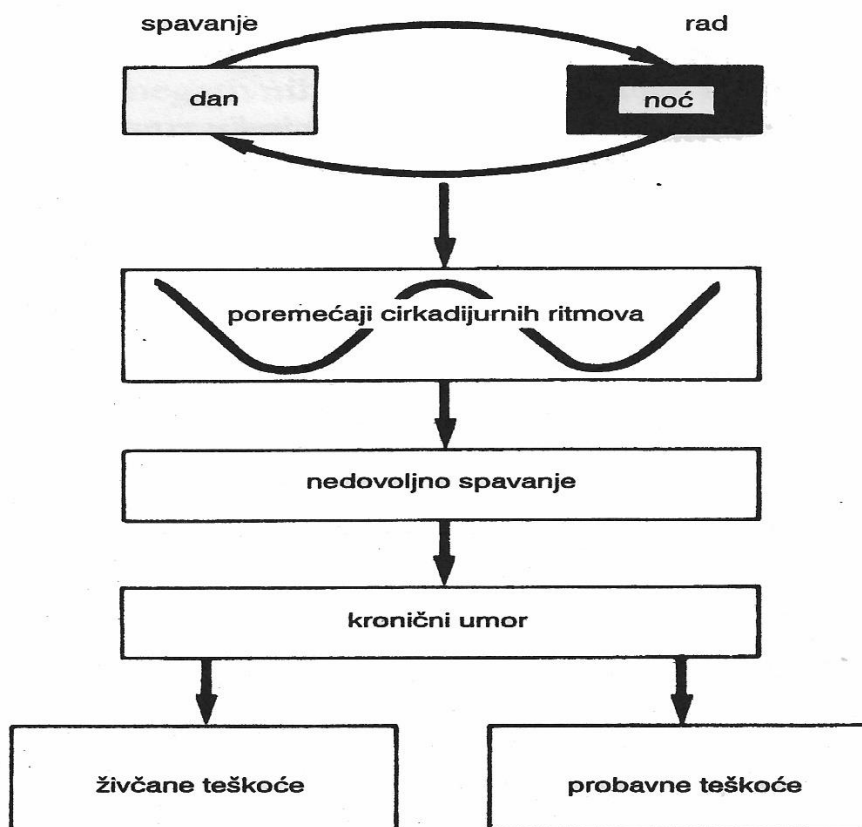 spavanje
rad
dan
noć
poremećaji cirkadijurnih ritmova
nedovoljno spavanje
kronični umor
živčane teškoće
probavne teškoće